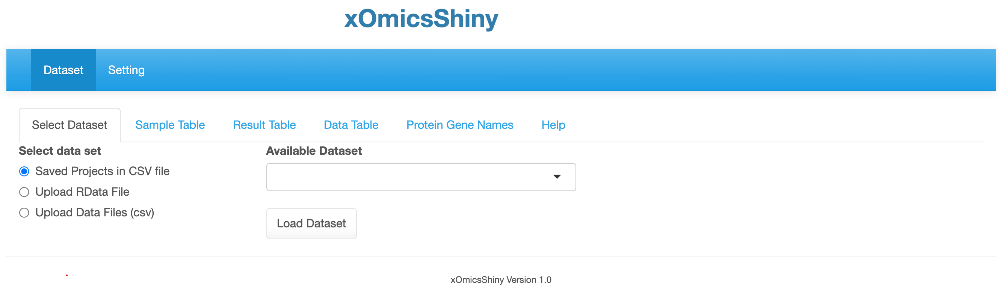 xOmicsShiny
Dataset Setting
Select Dataset Sample Table Result Table Data Table Protein Gene Names Help
Select data set
Saved Projects in CSV file
Upload RData File
Upload Data Files (csv)
Available Dataset
Load Dataset
xOmicsShiny Version 1.0